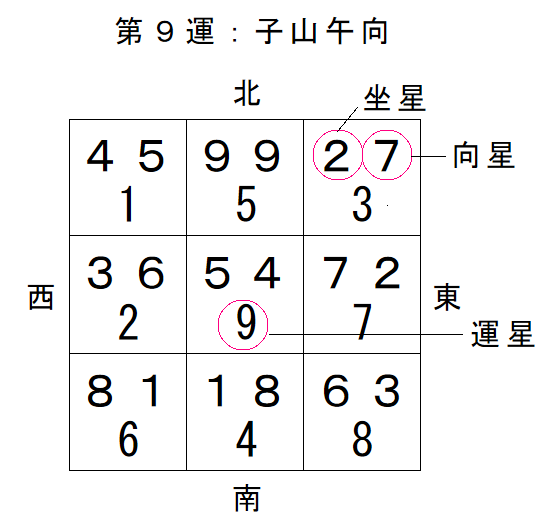 第９運：子山午向
北
坐星
４５ ９９ ２７
向星
１ ５ ３
３６ ５４ ７２
西
東
２ ９ ７
運星
８１ １８ ６３
６ ４ ８
南